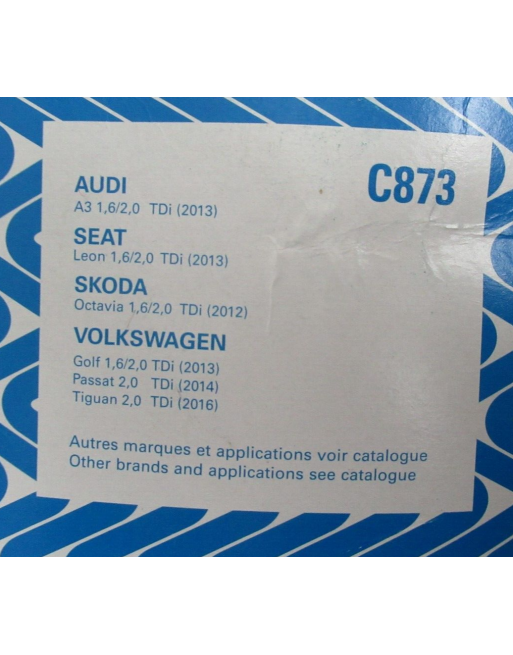 C873
AUDI
A3 1,6/2,0 TDi (2013)
SEAT
Leon 1,6/2,0 TDi (2013)
SKODA
Octavia 1,6/2,0 TDi (2012)
VOLKSWAGEN
Golf 1,6/2,0 TDi (2013)
Passat 2,0 TDi (2014)
Tiguan 2,0 TDi (2016)
Autres marques et applications voir catalogue
Other brands and applications see catalogue